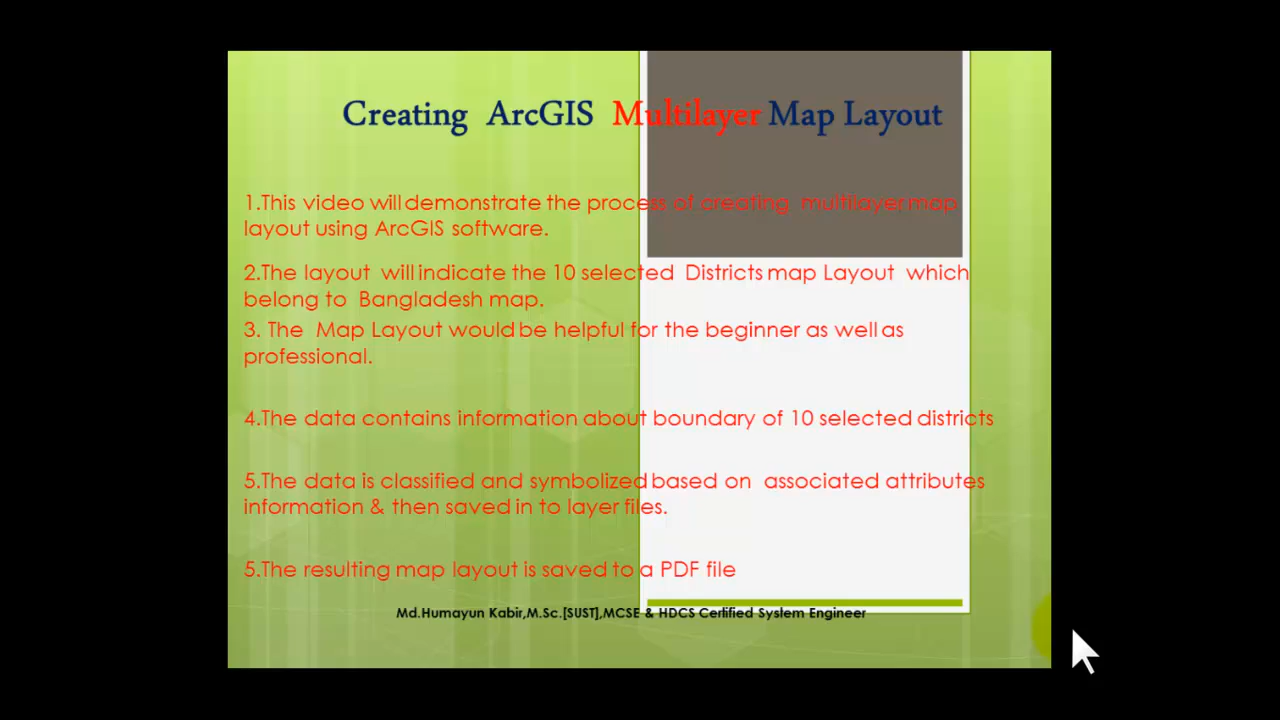 Creating ArcGIS Multilayer Map Layout
1.This video will demonstrate the process of creating multilayer map
layout using ArcGIS software.
2.The layout will indicate the 10 selected Districts map Layout which
belong to Bangladesh map.
3. The Map Layout would be helpful for the beginner as well as
professional.
4.The data contains information about boundary of 10 selected districts
5.The data is classified and symbolized based on associated attributes
information & then saved in to layer files.
5.The resulting map layout is saved to a PDF file
Md.Humayun Kabir,M.Sc.[SUST],MCSE & HDCS Certified System Engineer